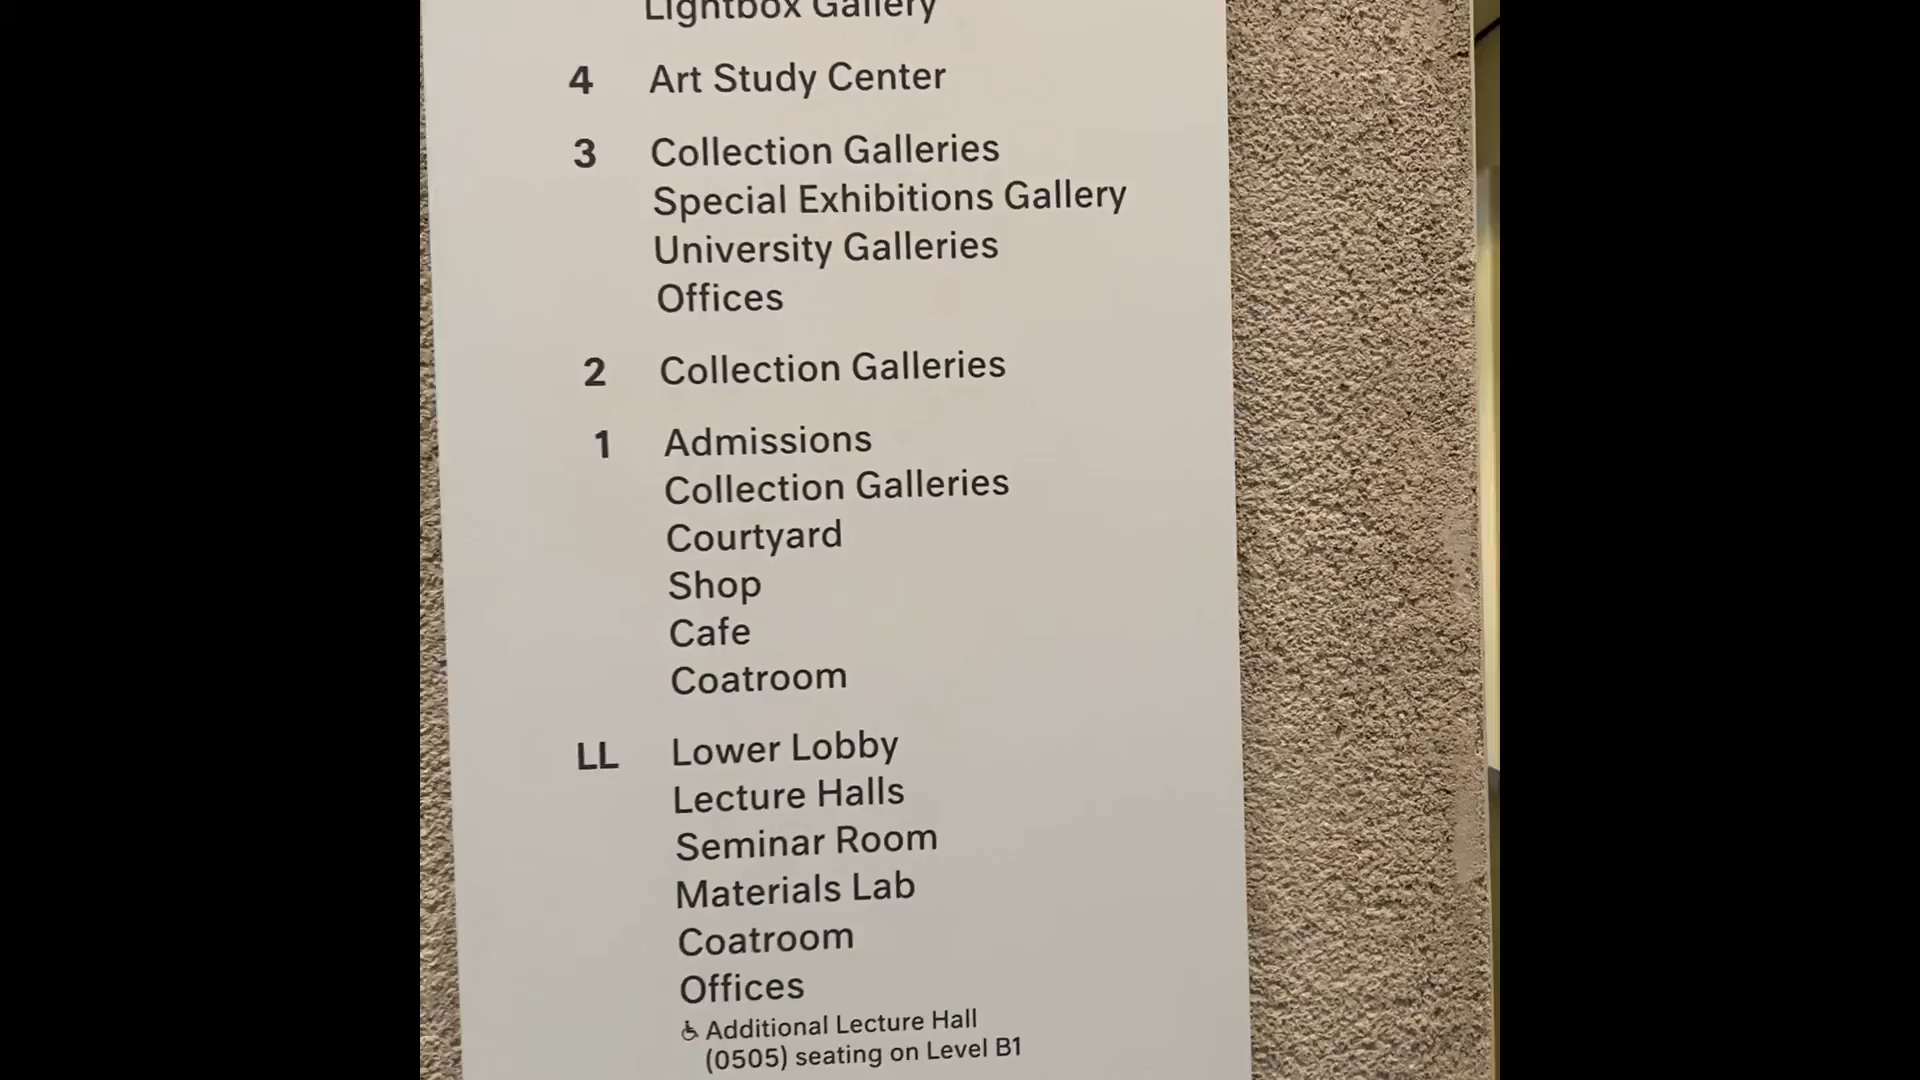 Lightbox Gallery
4 Art Study Center
3 Collection Galleries
Special Exhibitions Gallery
University Galleries
Offices
2 Collection Galleries
1 Admissions
Collection Galleries
Courtyard
Shop
Cafe
Coatroom
LL Lower Lobby
Lecture Halls
Seminar Room
Materials Lab
Coatroom
Offices
Additional Lecture Hall
(0505) seating on Level B1